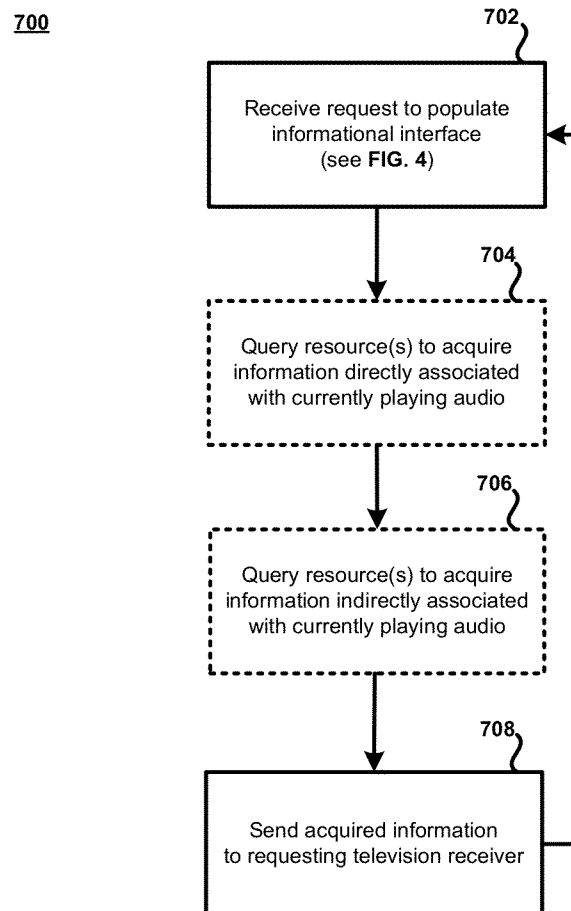 700
702
Receive request to populate
informational interface
(see FIG. 4)
704
Query resource(s) to acquire
information directly associated
with currently playing audio
706
Query resource(s) to acquire
information indirectly associated
with currently playing audio
708
Send acquired information
to requesting television receiver